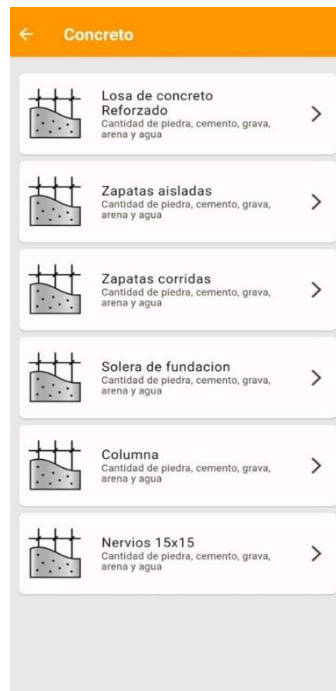 Concreto
Losa de concreto
Reforzado
Cantidad de piedra, cemento, grava,
arena y agua
Zapatas aisladas
Cantidad de piedra, cemento, grava,
arena y agua
Zapatas corridas
Cantidad de piedra, cemento, grava,
arena y agua
Solera de fundacion
Cantidad de piedra, cemento, grava,
arena y agua
Columna
Cantidad de piedra, cemento, grava,
arena y agua
Nervios 15x15
Cantidad de piedra, cemento, grava,
arena y agua